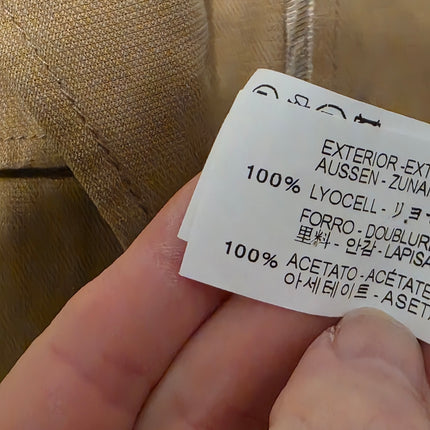 EXTERIOR-EXT
AUSSEN - ZUNA
100% LYOCELL - リヨ
FORRO - DOUBLUR
里料 - 안감 - LAPISA
100% ACETATO - ACÉTATE
아세테이트 - ASETA